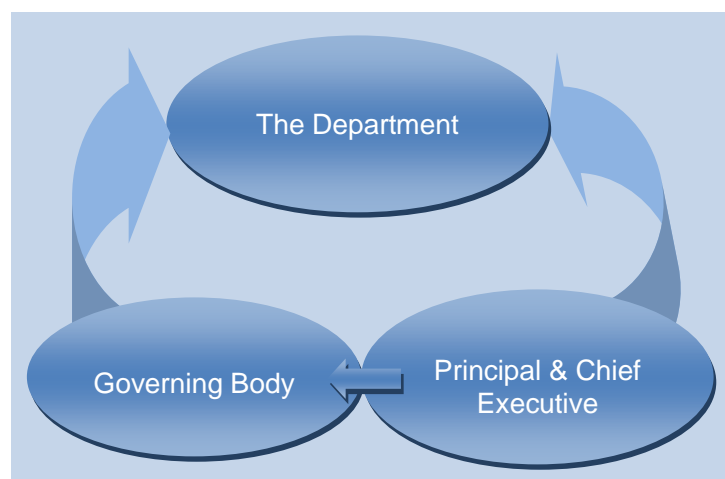 The Department
Governing Body
Principal & Chief
Executive